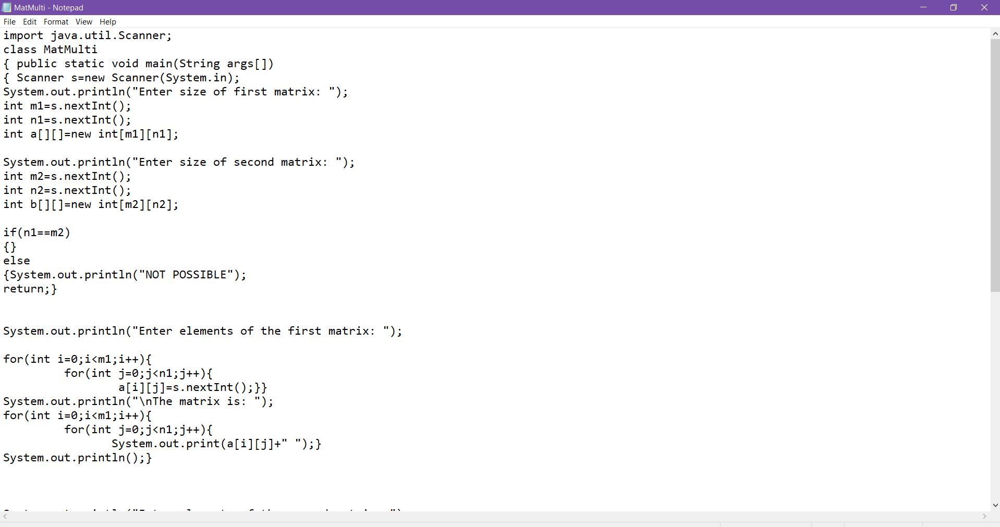 MatMulti - Notepad
File Edit Format View Help
import java.util.Scanner;
class MatMulti
{ public static void main(String args[])
{ Scanner s=new Scanner(System.in);
System.out.println("Enter size of first matrix: ");
int m1=s.nextInt();
int n1=s.nextInt();
int a[][]=new int[m1][n1];

System.out.println("Enter size of second matrix: ");
int m2=s.nextInt();
int n2=s.nextInt();
int b[][]=new int[m2][n2];

if(n1==m2)
{}
else
{System.out.println("NOT POSSIBLE");
return;}

System.out.println("Enter elements of the first matrix: ");

for(int i=0;i<m1;i++){
        for(int j=0;j<n1;j++){
                a[i][j]=s.nextInt();}}
System.out.println("\nThe matrix is: ");
for(int i=0;i<m1;i++){
        for(int j=0;j<n1;j++){
                System.out.print(a[i][j]+" ");}
System.out.println();}